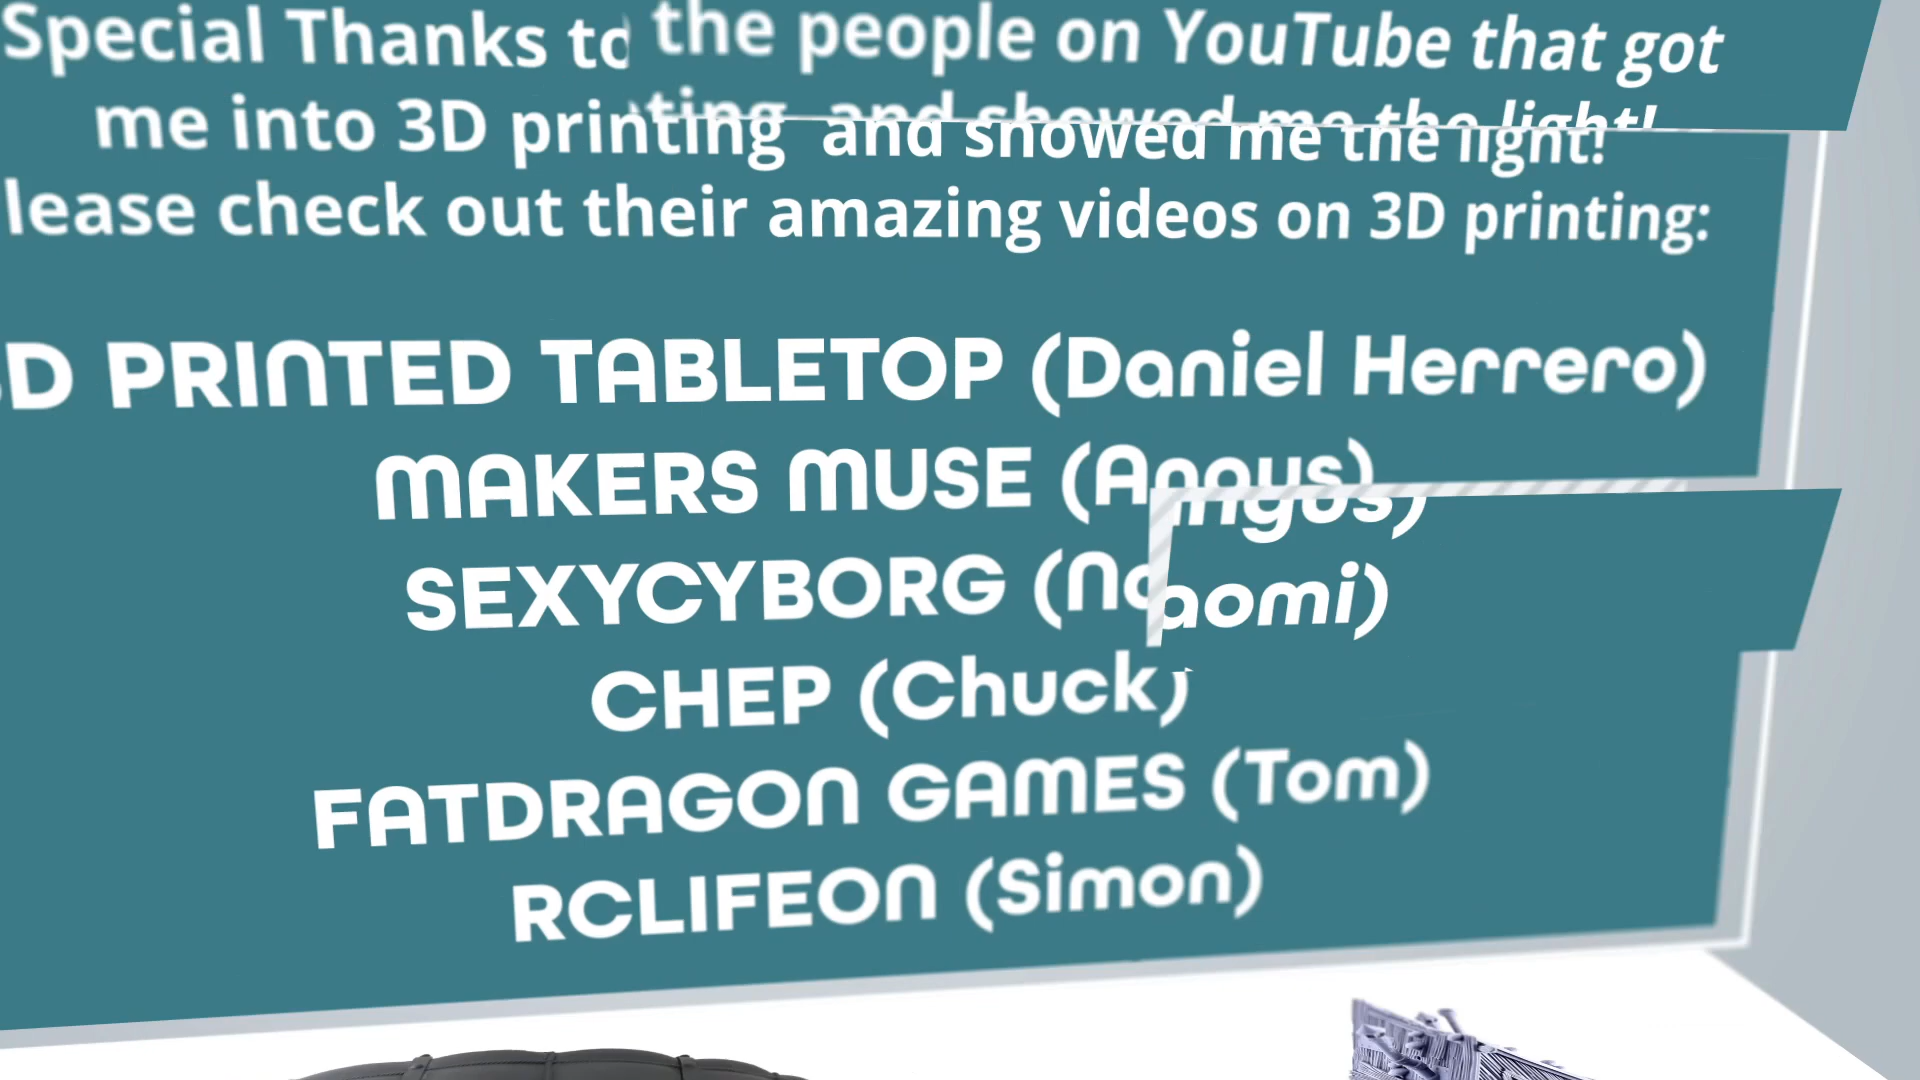 Special Thanks to the people on YouTube that got
me into 3D printing and showed me the light!
lease check out their amazing videos on 3D printing:
D PRINTED TABLETOP (Daniel Herrero)
MAKERS MUSE (Angus)
SEXYCYBORG (Naomi)
CHEP (Chuck)
FATDRAGON GAMES (Tom)
RCLIFEON (Simon)